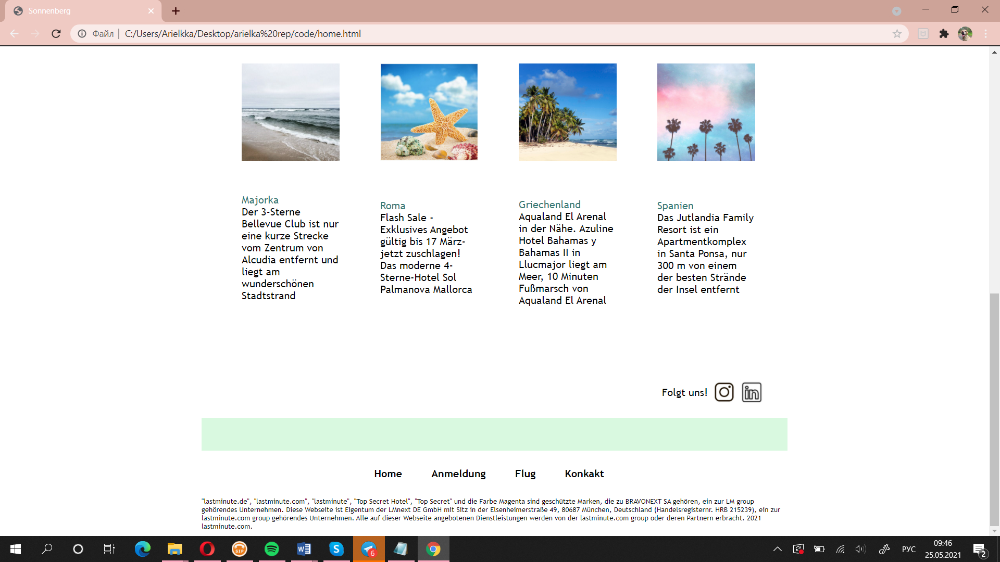 Sonnenberg
Файл
C:/Users/Arielkka/Desktop/arielka%20rep/code/home.html
Majorka
Der 3-Sterne
Bellevue Club ist nur
eine kurze Strecke
vom Zentrum von
Alcudia entfernt und
liegt am
wunderschönen
Stadtstrand
Roma
Flash Sale -
Exklusives Angebot
gültig bis 17 März-
jetzt zuschlagen!
Das moderne 4-
Sterne-Hotel Sol
Palmanova Mallorca
Griechenland
Aqualand El Arenal
in der Nähe. Azuline
Hotel Bahamas y
Bahamas II in
Llucmajor liegt am
Meer, 10 Minuten
Fußmarsch von
Aqualand El Arenal
Spanien
Das Jutlandia Family
Resort ist ein
Apartmentkomplex
in Santa Ponsa, nur
300 m von einem
der besten Strände
der Insel entfernt
Folgt uns!
in
Home Anmeldung Flug Konkakt
"lastminute.de", "lastminute.com", "lastminute", "Top Secret Hotel", "Top Secret" und die Farbe Magenta sind geschützte Marken, die zu BRAVONEXT SA gehören, ein zur LM group
gehörendes Unternehmen. Diese Webseite ist Eigentum der LMnext DE GmbH mit Sitz in der Elsenheimerstraße 49, 80687 München, Deutschland (Handelsregisternr. HRB 215239), ein zur
lastminute.com group gehörendes Unternehmen. Alle auf dieser Webseite angebotenen Dienstleistungen werden von der lastminute.com group oder deren Partnern erbracht. 2021
lastminute.com.
SIP
W
S
6
РУС
09:46
25.05.2021
2